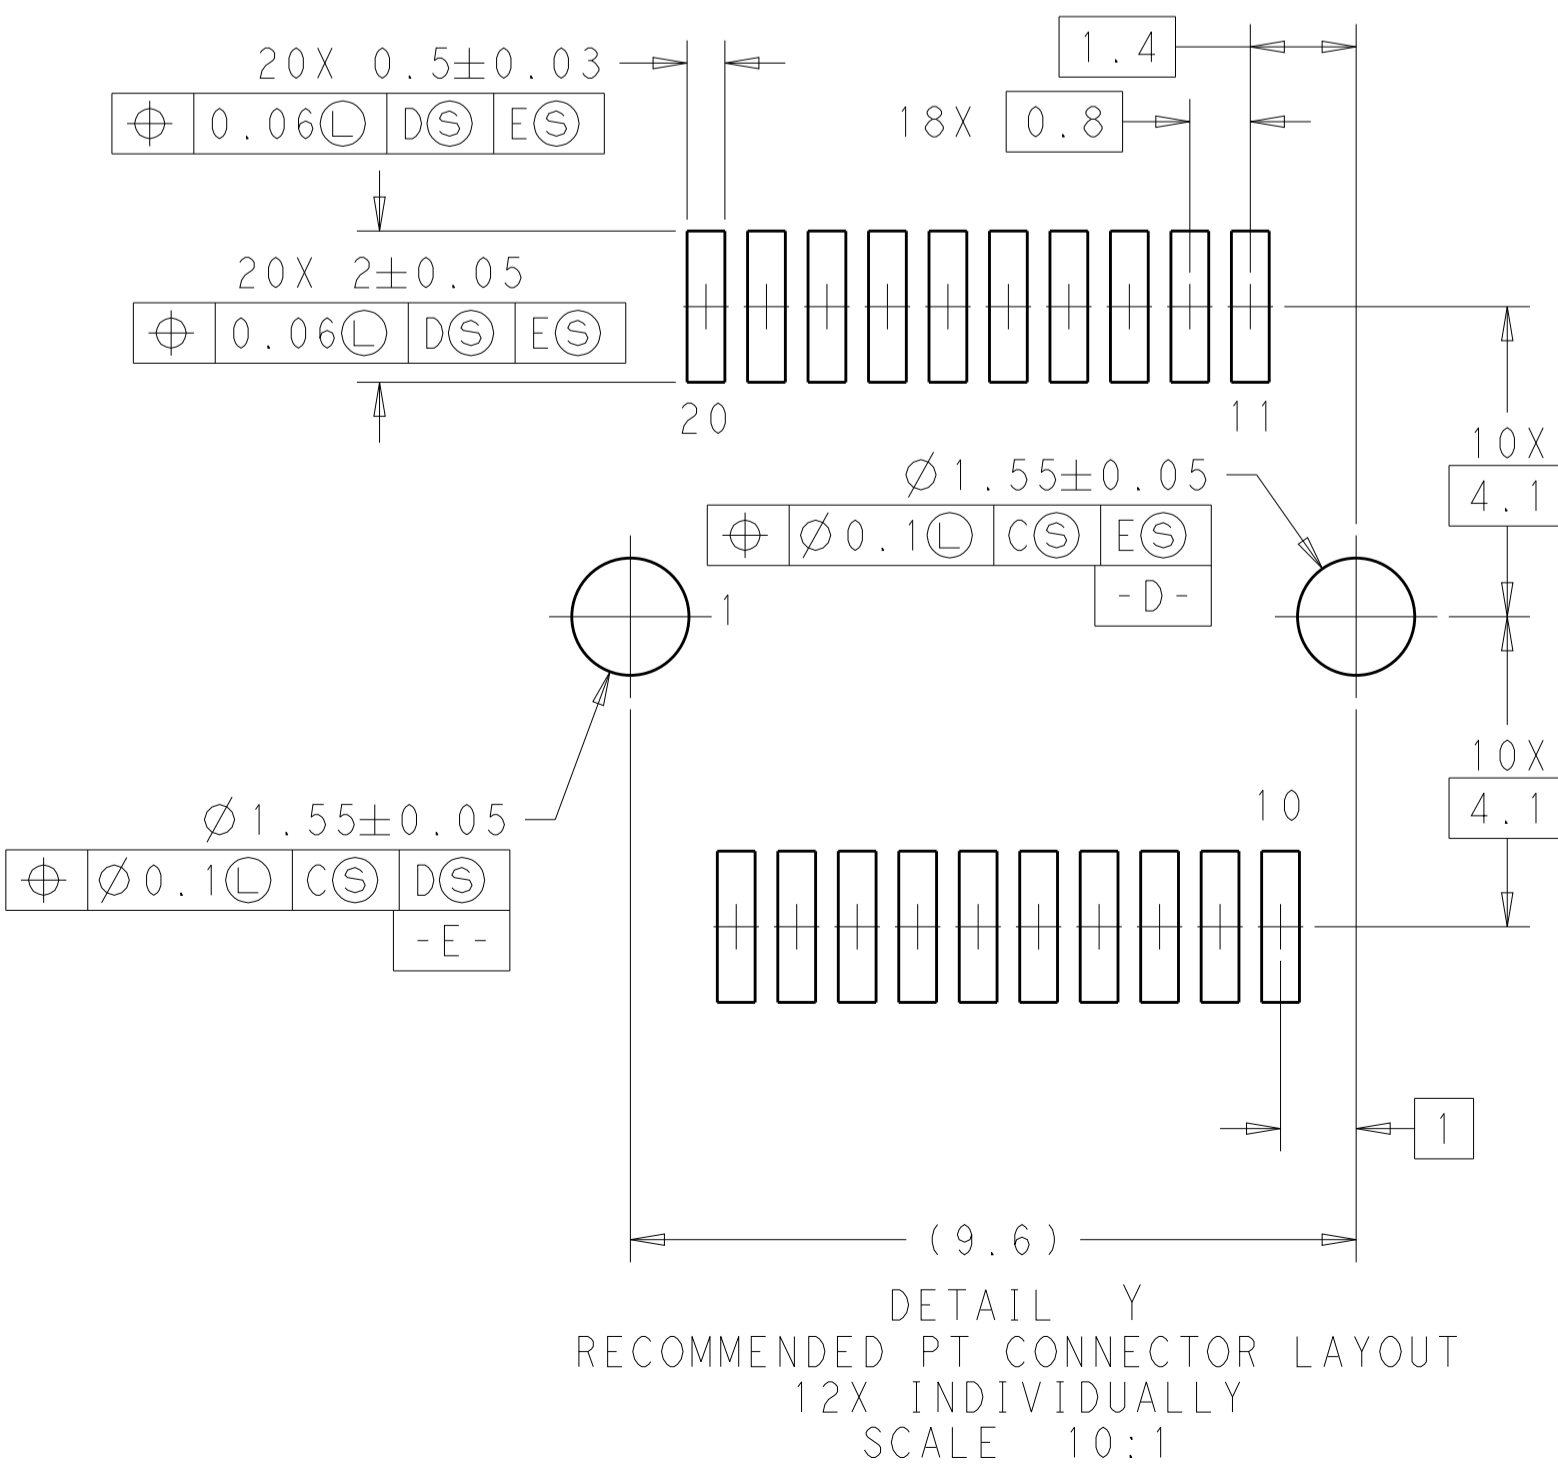 20X 0.5±0.03
⌖ 0.06Ⓛ DⓈ EⓈ
1.4
18X 0.8
20X 2±0.05
⌖ 0.06Ⓛ DⓈ EⓈ
20
11
10X
4.1
Ø1.55±0.05
⌖ Ø0.1Ⓛ CⓈ EⓈ
-D-
1
10X
4.1
10
Ø1.55±0.05
⌖ Ø0.1Ⓛ CⓈ DⓈ
-E-
1
(9.6)
DETAIL Y
RECOMMENDED PT CONNECTOR LAYOUT
12X INDIVIDUALLY
SCALE 10:1